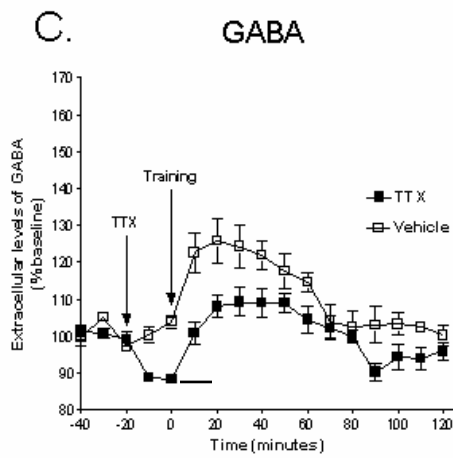 C. GABA
170
160
150
140
130
120
110
100
90
80
Extracellular levels of GABA
(%baseline)
Training
TTX
TTX
Vehicle
-40 -20 0 20 40 60 80 100 120
Time (minutes)